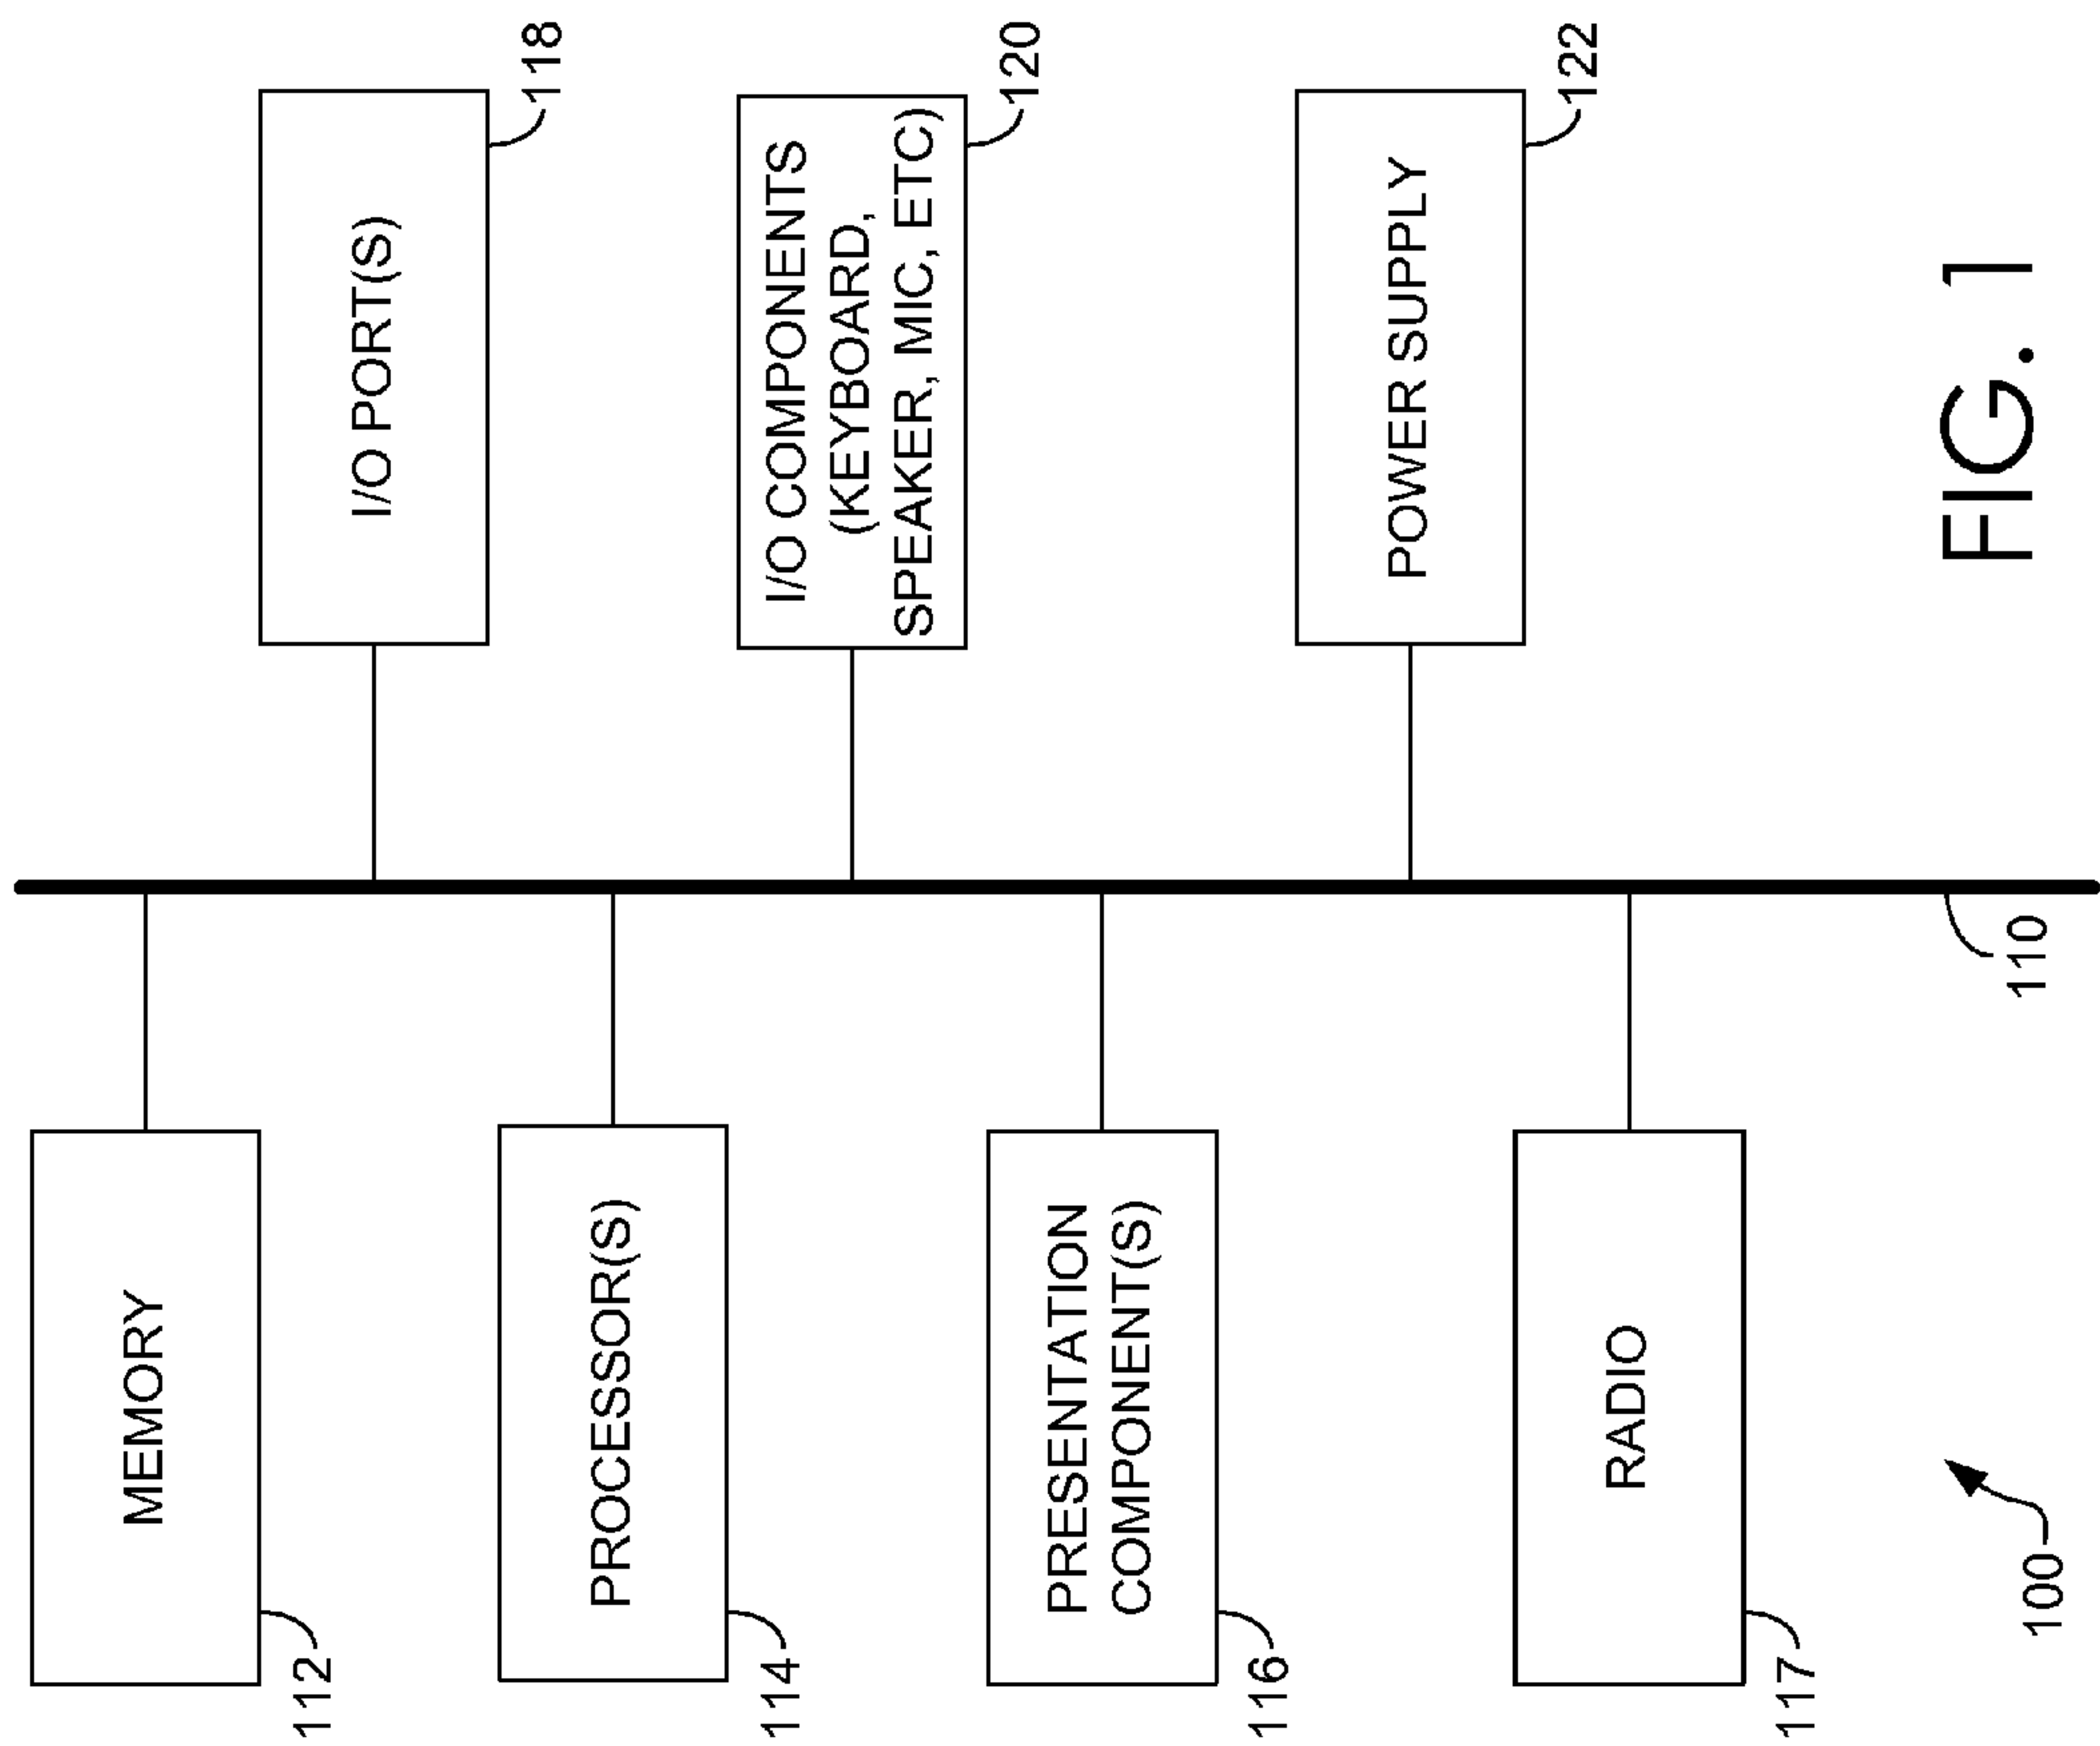 MEMORY
112
PROCESSOR(S)
114
PRESENTATION
COMPONENT(S)
116
RADIO
117
I/O PORT(S)
118
I/O COMPONENTS
(KEYBOARD,
SPEAKER, MIC, ETC)
120
POWER SUPPLY
122
110
100
FIG. 1